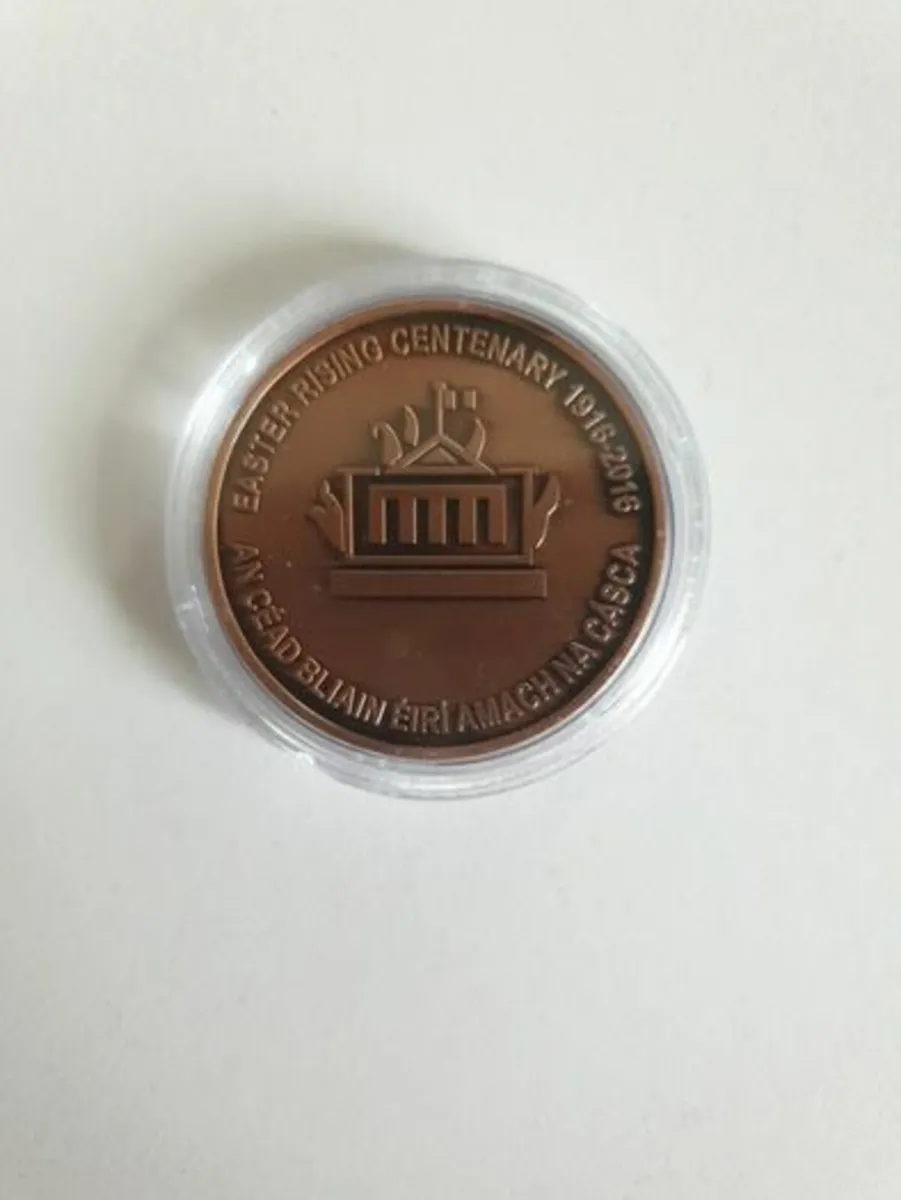 EASTER RISING CENTENARY 1916-2016
AN CÉAD BLIAIN ÉIRÍ AMACH NA CÁSCA